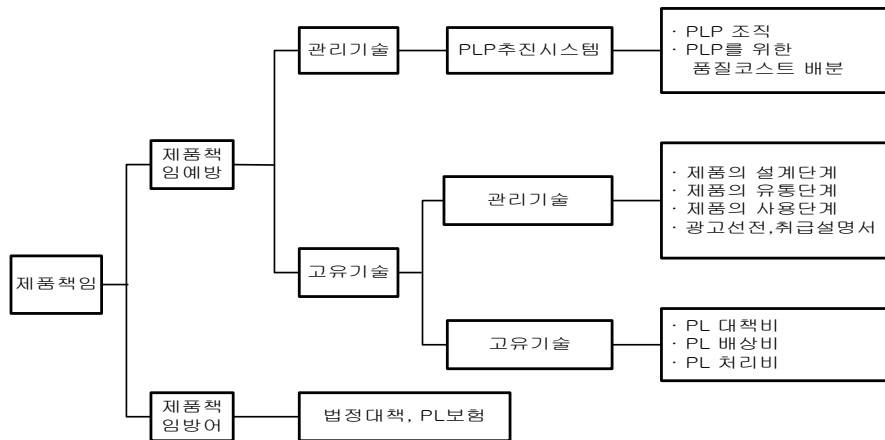 관리기술
PLP추진시스템
· PLP 조직
· PLP를 위한
품질코스트 배분
제품책
임예방
관리기술
· 제품의 설계단계
· 제품의 유통단계
· 제품의 사용단계
· 광고선전,취급설명서
제품책임
고유기술
고유기술
· PL 대책비
· PL 배상비
· PL 처리비
제품책
임방어
법정대책, PL보험